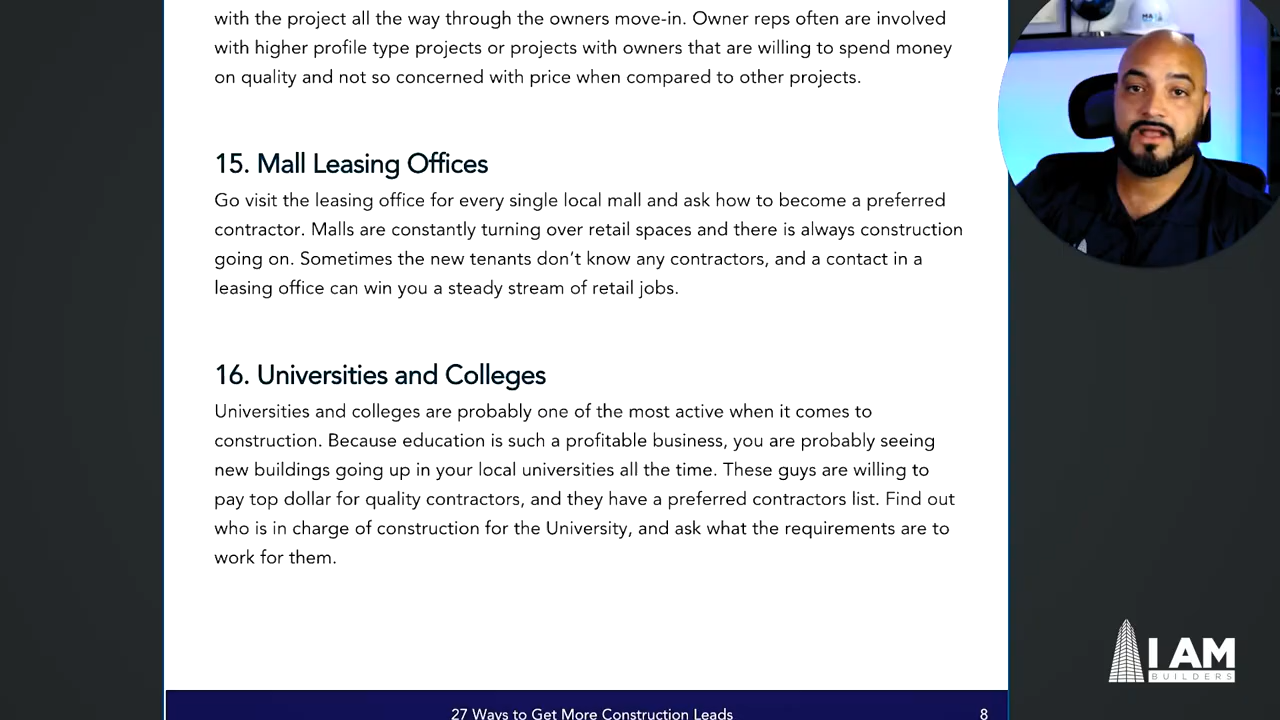 with the project all the way through the owners move-in. Owner reps often are involved
with higher profile type projects or projects with owners that are willing to spend money
on quality and not so concerned with price when compared to other projects.
15. Mall Leasing Offices
Go visit the leasing office for every single local mall and ask how to become a preferred
contractor. Malls are constantly turning over retail spaces and there is always construction
going on. Sometimes the new tenants don’t know any contractors, and a contact in a
leasing office can win you a steady stream of retail jobs.
16. Universities and Colleges
Universities and colleges are probably one of the most active when it comes to
construction. Because education is such a profitable business, you are probably seeing
new buildings going up in your local universities all the time. These guys are willing to
pay top dollar for quality contractors, and they have a preferred contractors list. Find out
who is in charge of construction for the University, and ask what the requirements are to
work for them.
27 Ways to Get More Construction Leads 8
I AM
BUILDERS